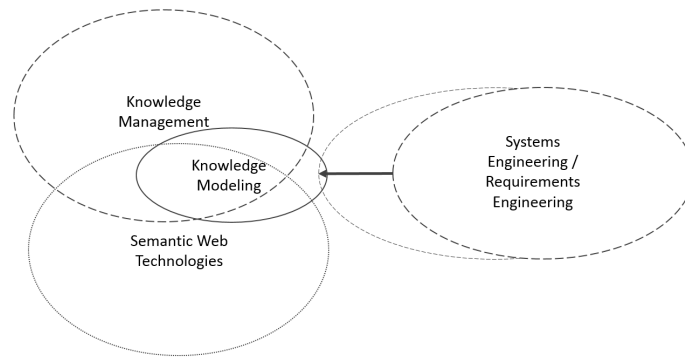 Knowledge
Management
Knowledge
Modeling
Semantic Web
Technologies
Systems
Engineering /
Requirements
Engineering